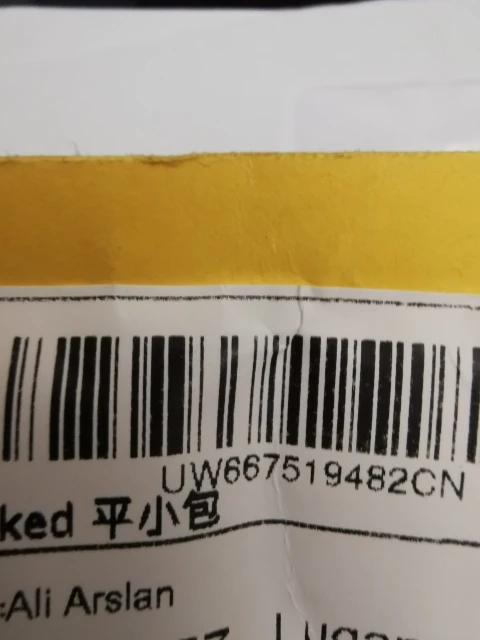 UW667519482CN
ked 平小包
:Ali Arslan